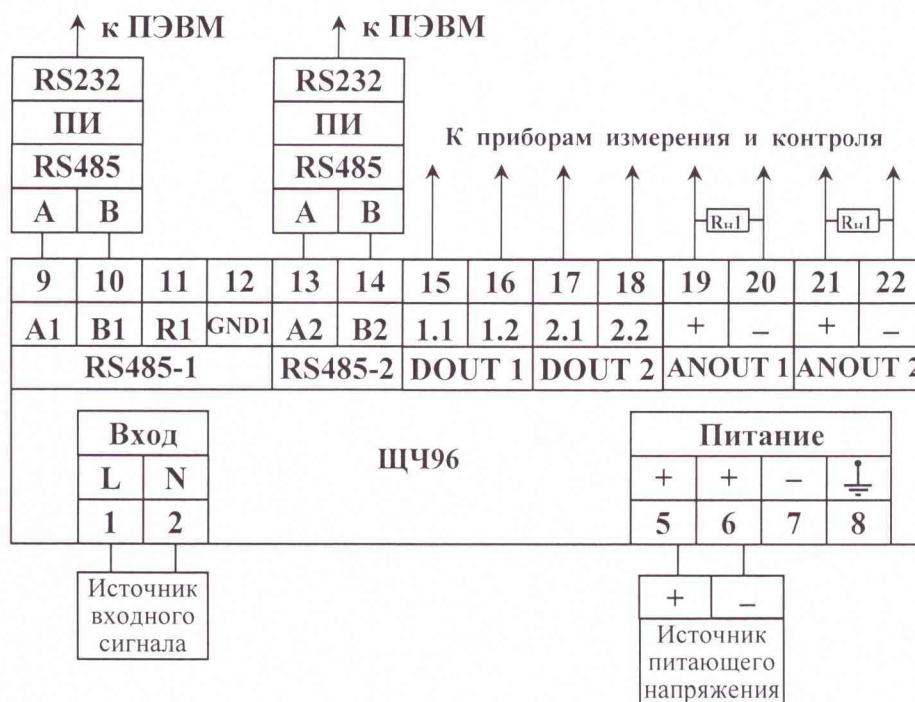 к ПЭВМ к ПЭВМ
RS232 RS232
ПИ ПИ
RS485 RS485
К приборам измерения и контроля
A B A B
Rн1 Rн1
9 10 11 12 13 14 15 16 17 18 19 20 21 22
A1 B1 R1 GND1 A2 B2 1.1 1.2 2.1 2.2 + – + –
RS485-1 RS485-2 DOUT 1 DOUT 2 ANOUT 1 ANOUT 2
Вход
L N
1 2
ЩЧ96
Питание
+ + –
5 6 7 8
Источник
входного
сигнала
+ –
Источник
питающего
напряжения